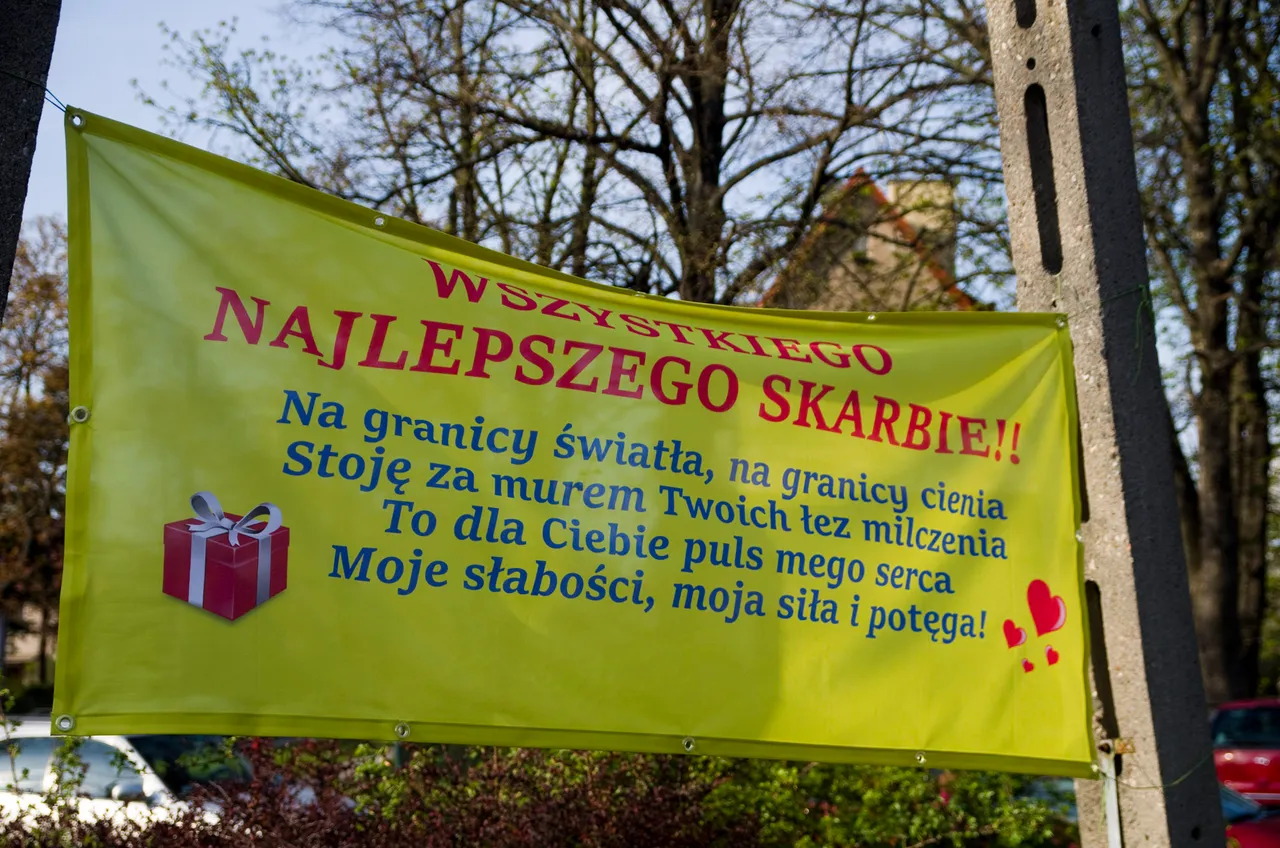 WSZYSTKIEGO
NAJLEPSZEGO SKARBIE!!
Na granicy światła, na granicy cienia
Stoję za murem Twoich łez milczenia
To dla Ciebie puls mego serca
Moje słabości, moja siła i potęga!